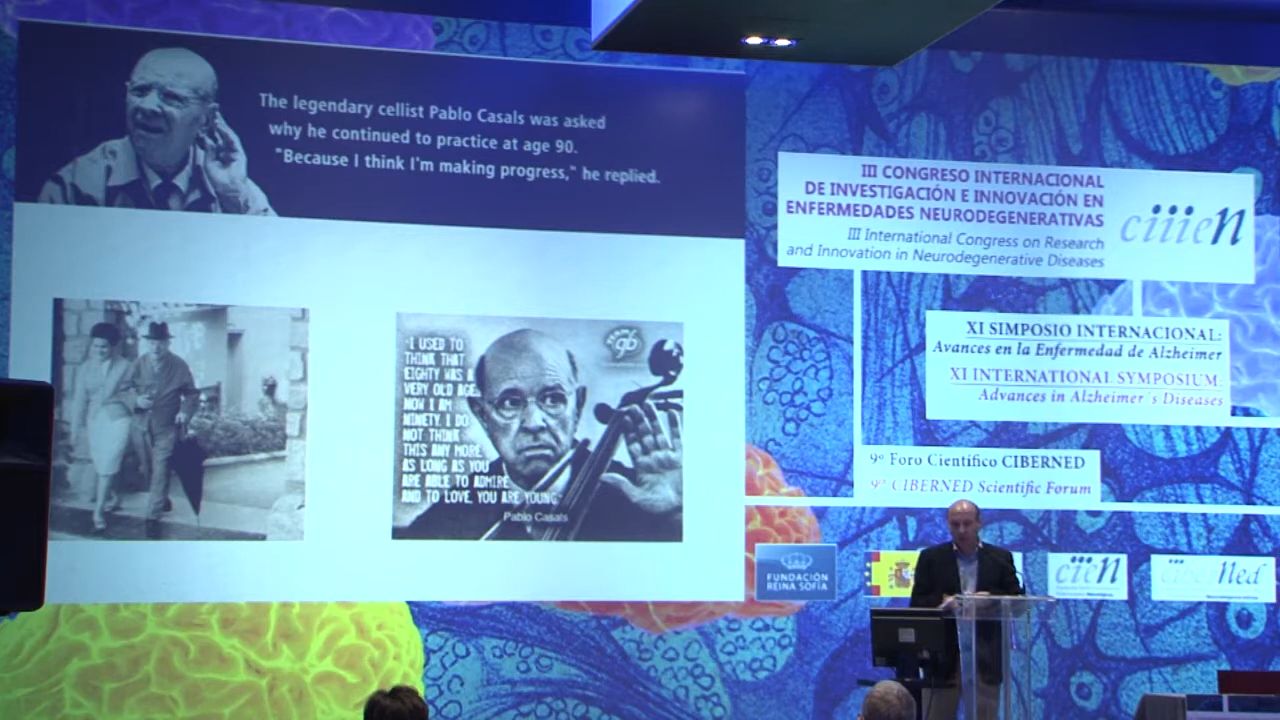 The legendary cellist Pablo Casals was asked
why he continued to practice at age 90.
"Because I think I'm making progress," he replied.
"I USED TO
THINK THAT
EIGHTY WAS A
VERY OLD AGE.
NOW I AM
NINETY. I DO
NOT THINK
THIS ANY MORE.
AS LONG AS YOU
ARE ABLE TO ADMIRE
AND TO LOVE, YOU ARE YOUNG."
Pablo Casals
III CONGRESO INTERNACIONAL
DE INVESTIGACIÓN E INNOVACIÓN EN
ENFERMEDADES NEURODEGENERATIVAS
III International Congress on Research
and Innovation in Neurodegenerative Diseases
ciiieN
XI SIMPOSIO INTERNACIONAL:
Avances en la Enfermedad de Alzheimer
XI INTERNATIONAL SYMPOSIUM:
Advances in Alzheimer´s Diseases
9º Foro Científico CIBERNED
9º CIBERNED Scientific Forum
FUNDACIÓN
REINA SOFÍA